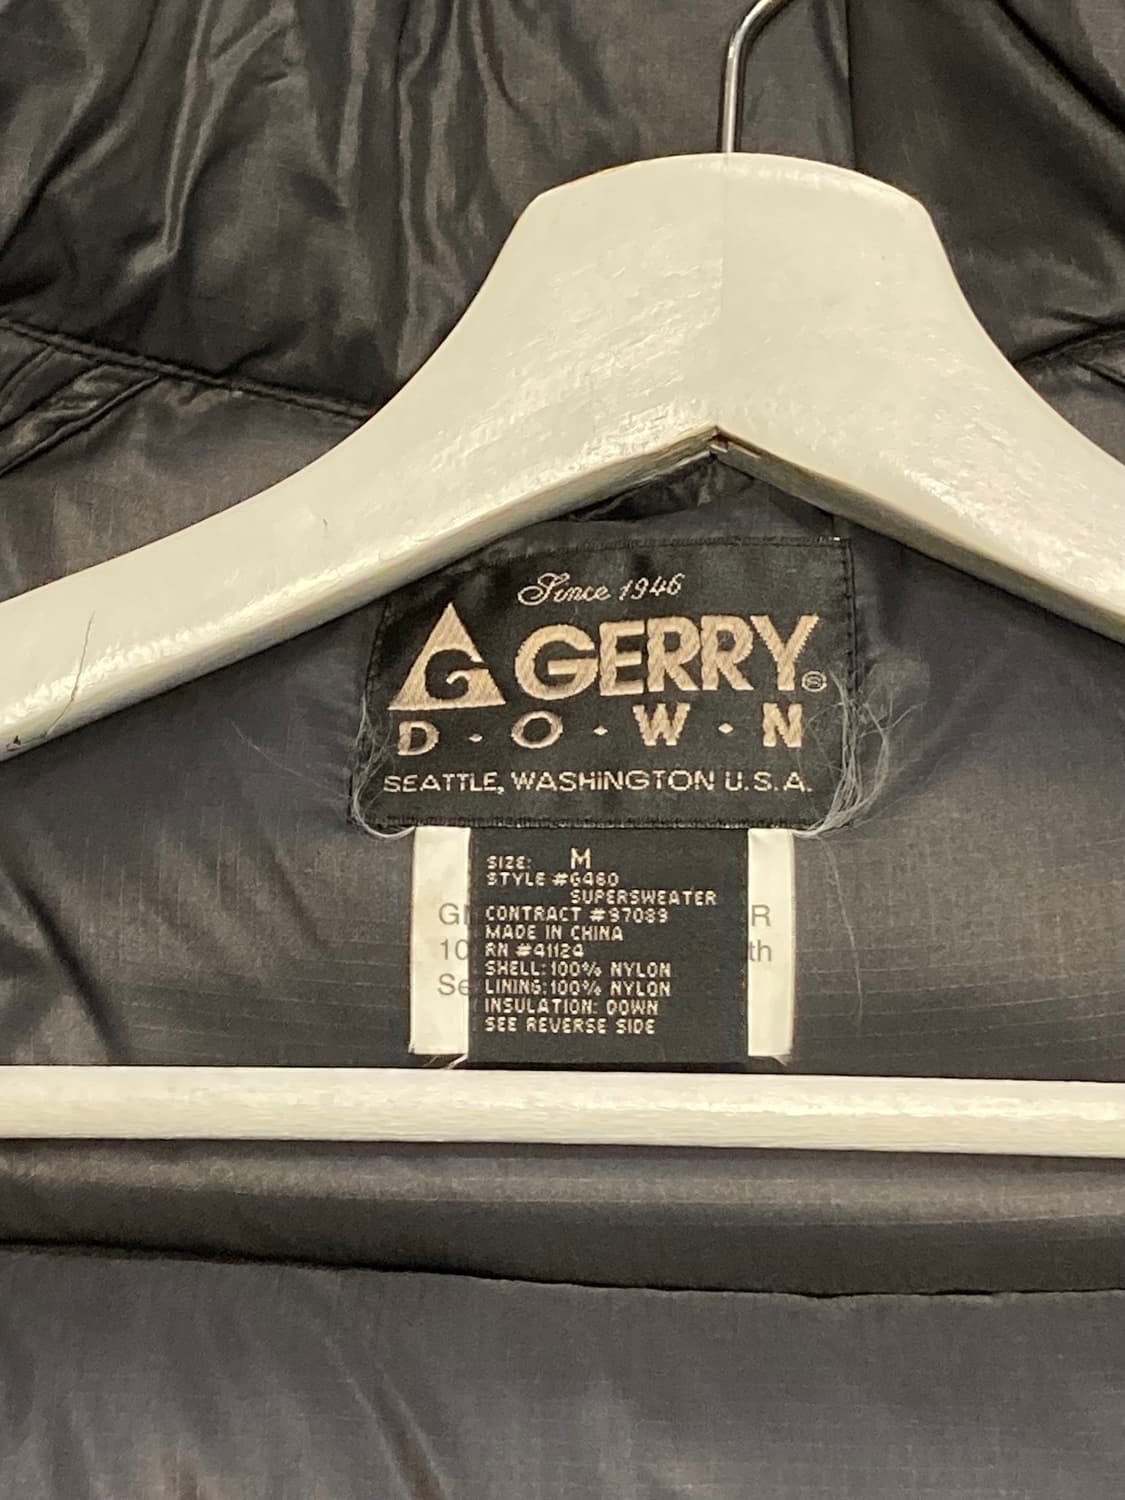 Since 1946
G GERRY®
D·O·W·N
SEATTLE, WASHINGTON U.S.A.
SIZE: M
STYLE #G460
SUPERSWEATER
CONTRACT #97089
MADE IN CHINA
RN #41124
SHELL: 100% NYLON
LINING: 100% NYLON
INSULATION: DOWN
SEE REVERSE SIDE